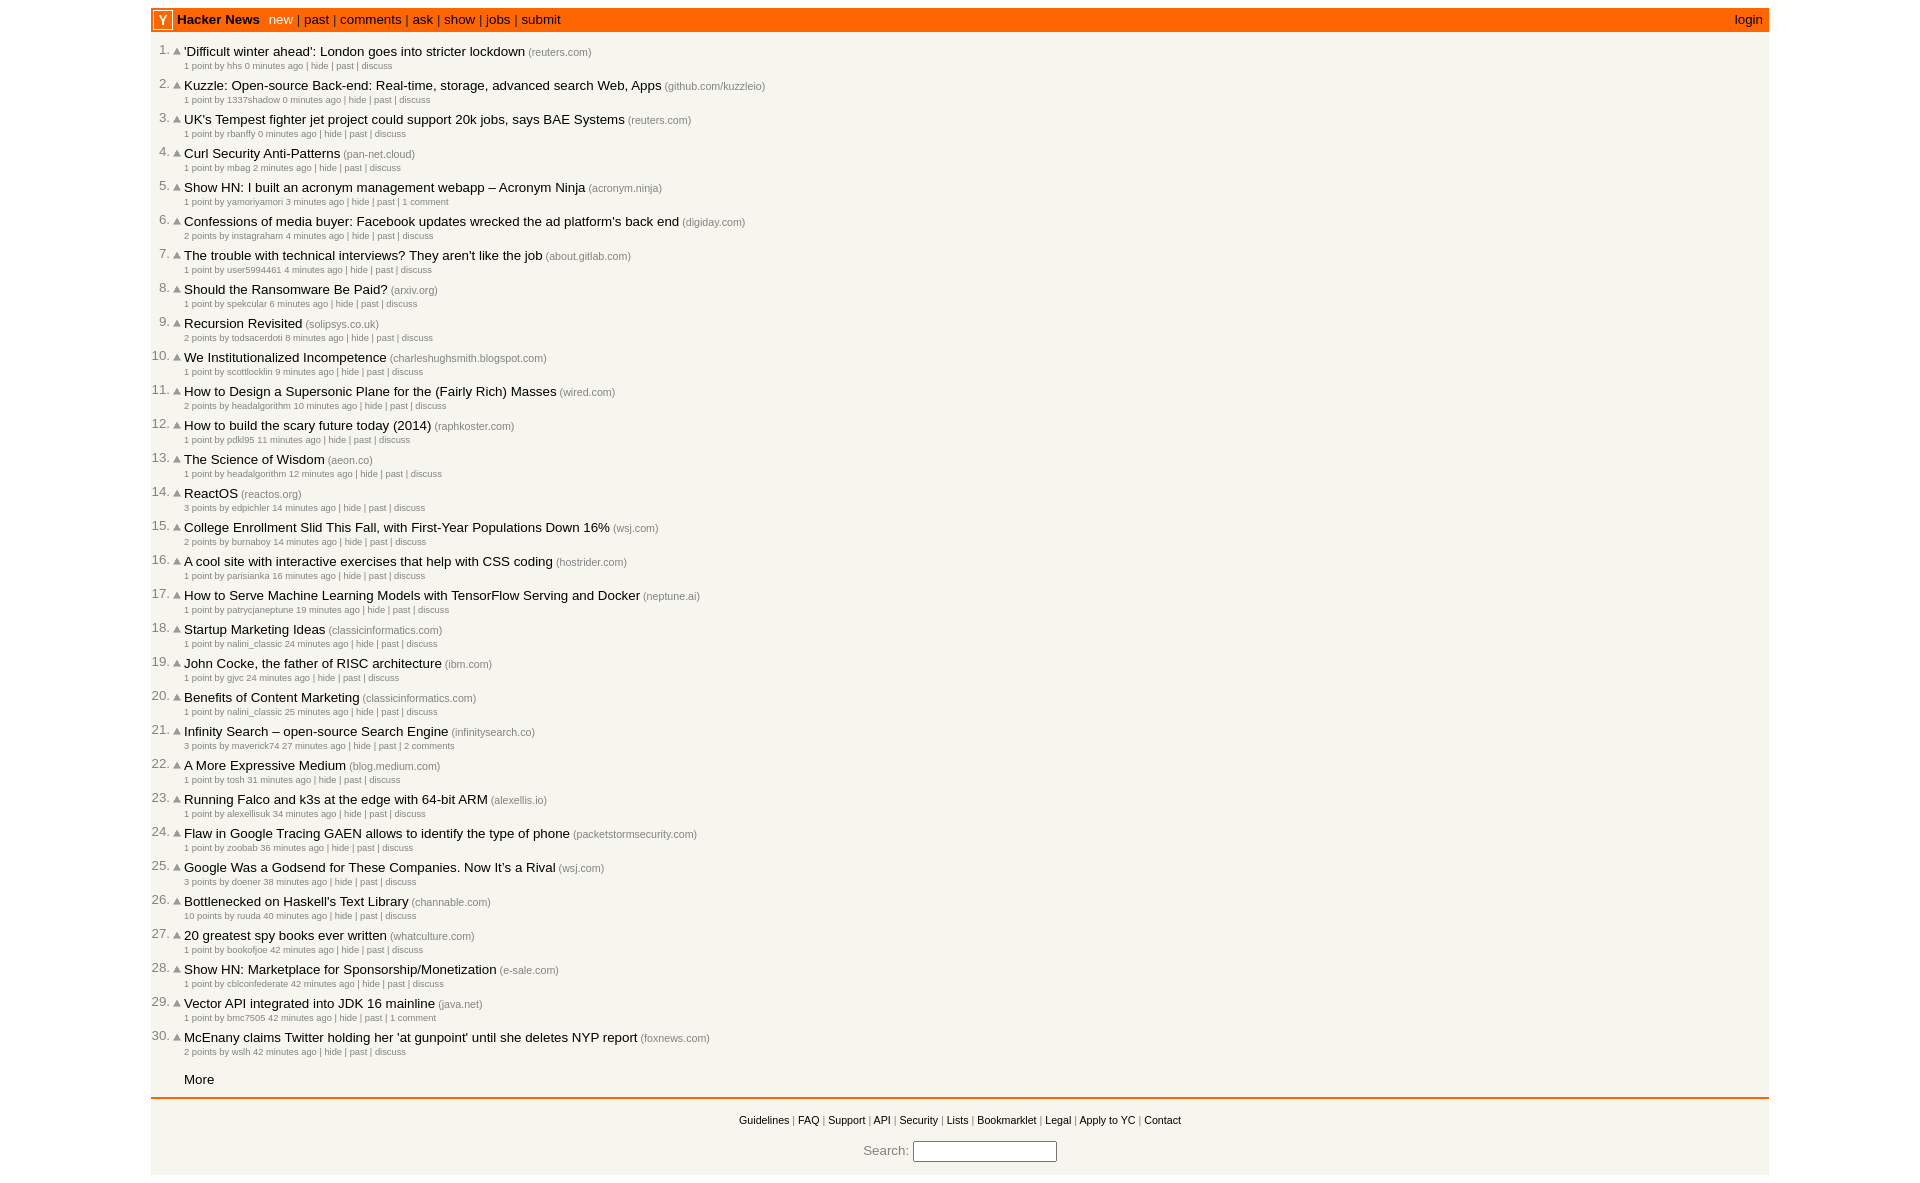 Y Hacker News new | past | comments | ask | show | jobs | submit login
1. 'Difficult winter ahead': London goes into stricter lockdown (reuters.com)
1 point by hhs 0 minutes ago | hide | past | discuss
2. Kuzzle: Open-source Back-end: Real-time, storage, advanced search Web, Apps (github.com/kuzzleio)
1 point by 1337shadow 0 minutes ago | hide | past | discuss
3. UK's Tempest fighter jet project could support 20k jobs, says BAE Systems (reuters.com)
1 point by rbanffy 0 minutes ago | hide | past | discuss
4. Curl Security Anti-Patterns (pan-net.cloud)
1 point by mbag 2 minutes ago | hide | past | discuss
5. Show HN: I built an acronym management webapp – Acronym Ninja (acronym.ninja)
1 point by yamoriyamori 3 minutes ago | hide | past | 1 comment
6. Confessions of media buyer: Facebook updates wrecked the ad platform's back end (digiday.com)
2 points by instagraham 4 minutes ago | hide | past | discuss
7. The trouble with technical interviews? They aren't like the job (about.gitlab.com)
1 point by user5994461 4 minutes ago | hide | past | discuss
8. Should the Ransomware Be Paid? (arxiv.org)
1 point by spekcular 6 minutes ago | hide | past | discuss
9. Recursion Revisited (solipsys.co.uk)
2 points by todsacerdoti 8 minutes ago | hide | past | discuss
10. We Institutionalized Incompetence (charleshughsmith.blogspot.com)
1 point by scottlocklin 9 minutes ago | hide | past | discuss
11. How to Design a Supersonic Plane for the (Fairly Rich) Masses (wired.com)
2 points by headalgorithm 10 minutes ago | hide | past | discuss
12. How to build the scary future today (2014) (raphkoster.com)
1 point by pdkl95 11 minutes ago | hide | past | discuss
13. The Science of Wisdom (aeon.co)
1 point by headalgorithm 12 minutes ago | hide | past | discuss
14. ReactOS (reactos.org)
3 points by edpichler 14 minutes ago | hide | past | discuss
15. College Enrollment Slid This Fall, with First-Year Populations Down 16% (wsj.com)
2 points by burnaboy 14 minutes ago | hide | past | discuss
16. A cool site with interactive exercises that help with CSS coding (hostrider.com)
1 point by parisianka 16 minutes ago | hide | past | discuss
17. How to Serve Machine Learning Models with TensorFlow Serving and Docker (neptune.ai)
1 point by patrycjaneptune 19 minutes ago | hide | past | discuss
18. Startup Marketing Ideas (classicinformatics.com)
1 point by nalini_classic 24 minutes ago | hide | past | discuss
19. John Cocke, the father of RISC architecture (ibm.com)
1 point by gjvc 24 minutes ago | hide | past | discuss
20. Benefits of Content Marketing (classicinformatics.com)
1 point by nalini_classic 25 minutes ago | hide | past | discuss
21. Infinity Search – open-source Search Engine (infinitysearch.co)
3 points by maverick74 27 minutes ago | hide | past | 2 comments
22. A More Expressive Medium (blog.medium.com)
1 point by tosh 31 minutes ago | hide | past | discuss
23. Running Falco and k3s at the edge with 64-bit ARM (alexellis.io)
1 point by alexellisuk 34 minutes ago | hide | past | discuss
24. Flaw in Google Tracing GAEN allows to identify the type of phone (packetstormsecurity.com)
1 point by zoobab 36 minutes ago | hide | past | discuss
25. Google Was a Godsend for These Companies. Now It's a Rival (wsj.com)
3 points by doener 38 minutes ago | hide | past | discuss
26. Bottlenecked on Haskell's Text Library (channable.com)
10 points by ruuda 40 minutes ago | hide | past | discuss
27. 20 greatest spy books ever written (whatculture.com)
1 point by bookofjoe 42 minutes ago | hide | past | discuss
28. Show HN: Marketplace for Sponsorship/Monetization (e-sale.com)
1 point by cblconfederate 42 minutes ago | hide | past | discuss
29. Vector API integrated into JDK 16 mainline (java.net)
1 point by bmc7505 42 minutes ago | hide | past | 1 comment
30. McEnany claims Twitter holding her 'at gunpoint' until she deletes NYP report (foxnews.com)
2 points by wslh 42 minutes ago | hide | past | discuss
More
Guidelines | FAQ | Support | API | Security | Lists | Bookmarklet | Legal | Apply to YC | Contact
Search: